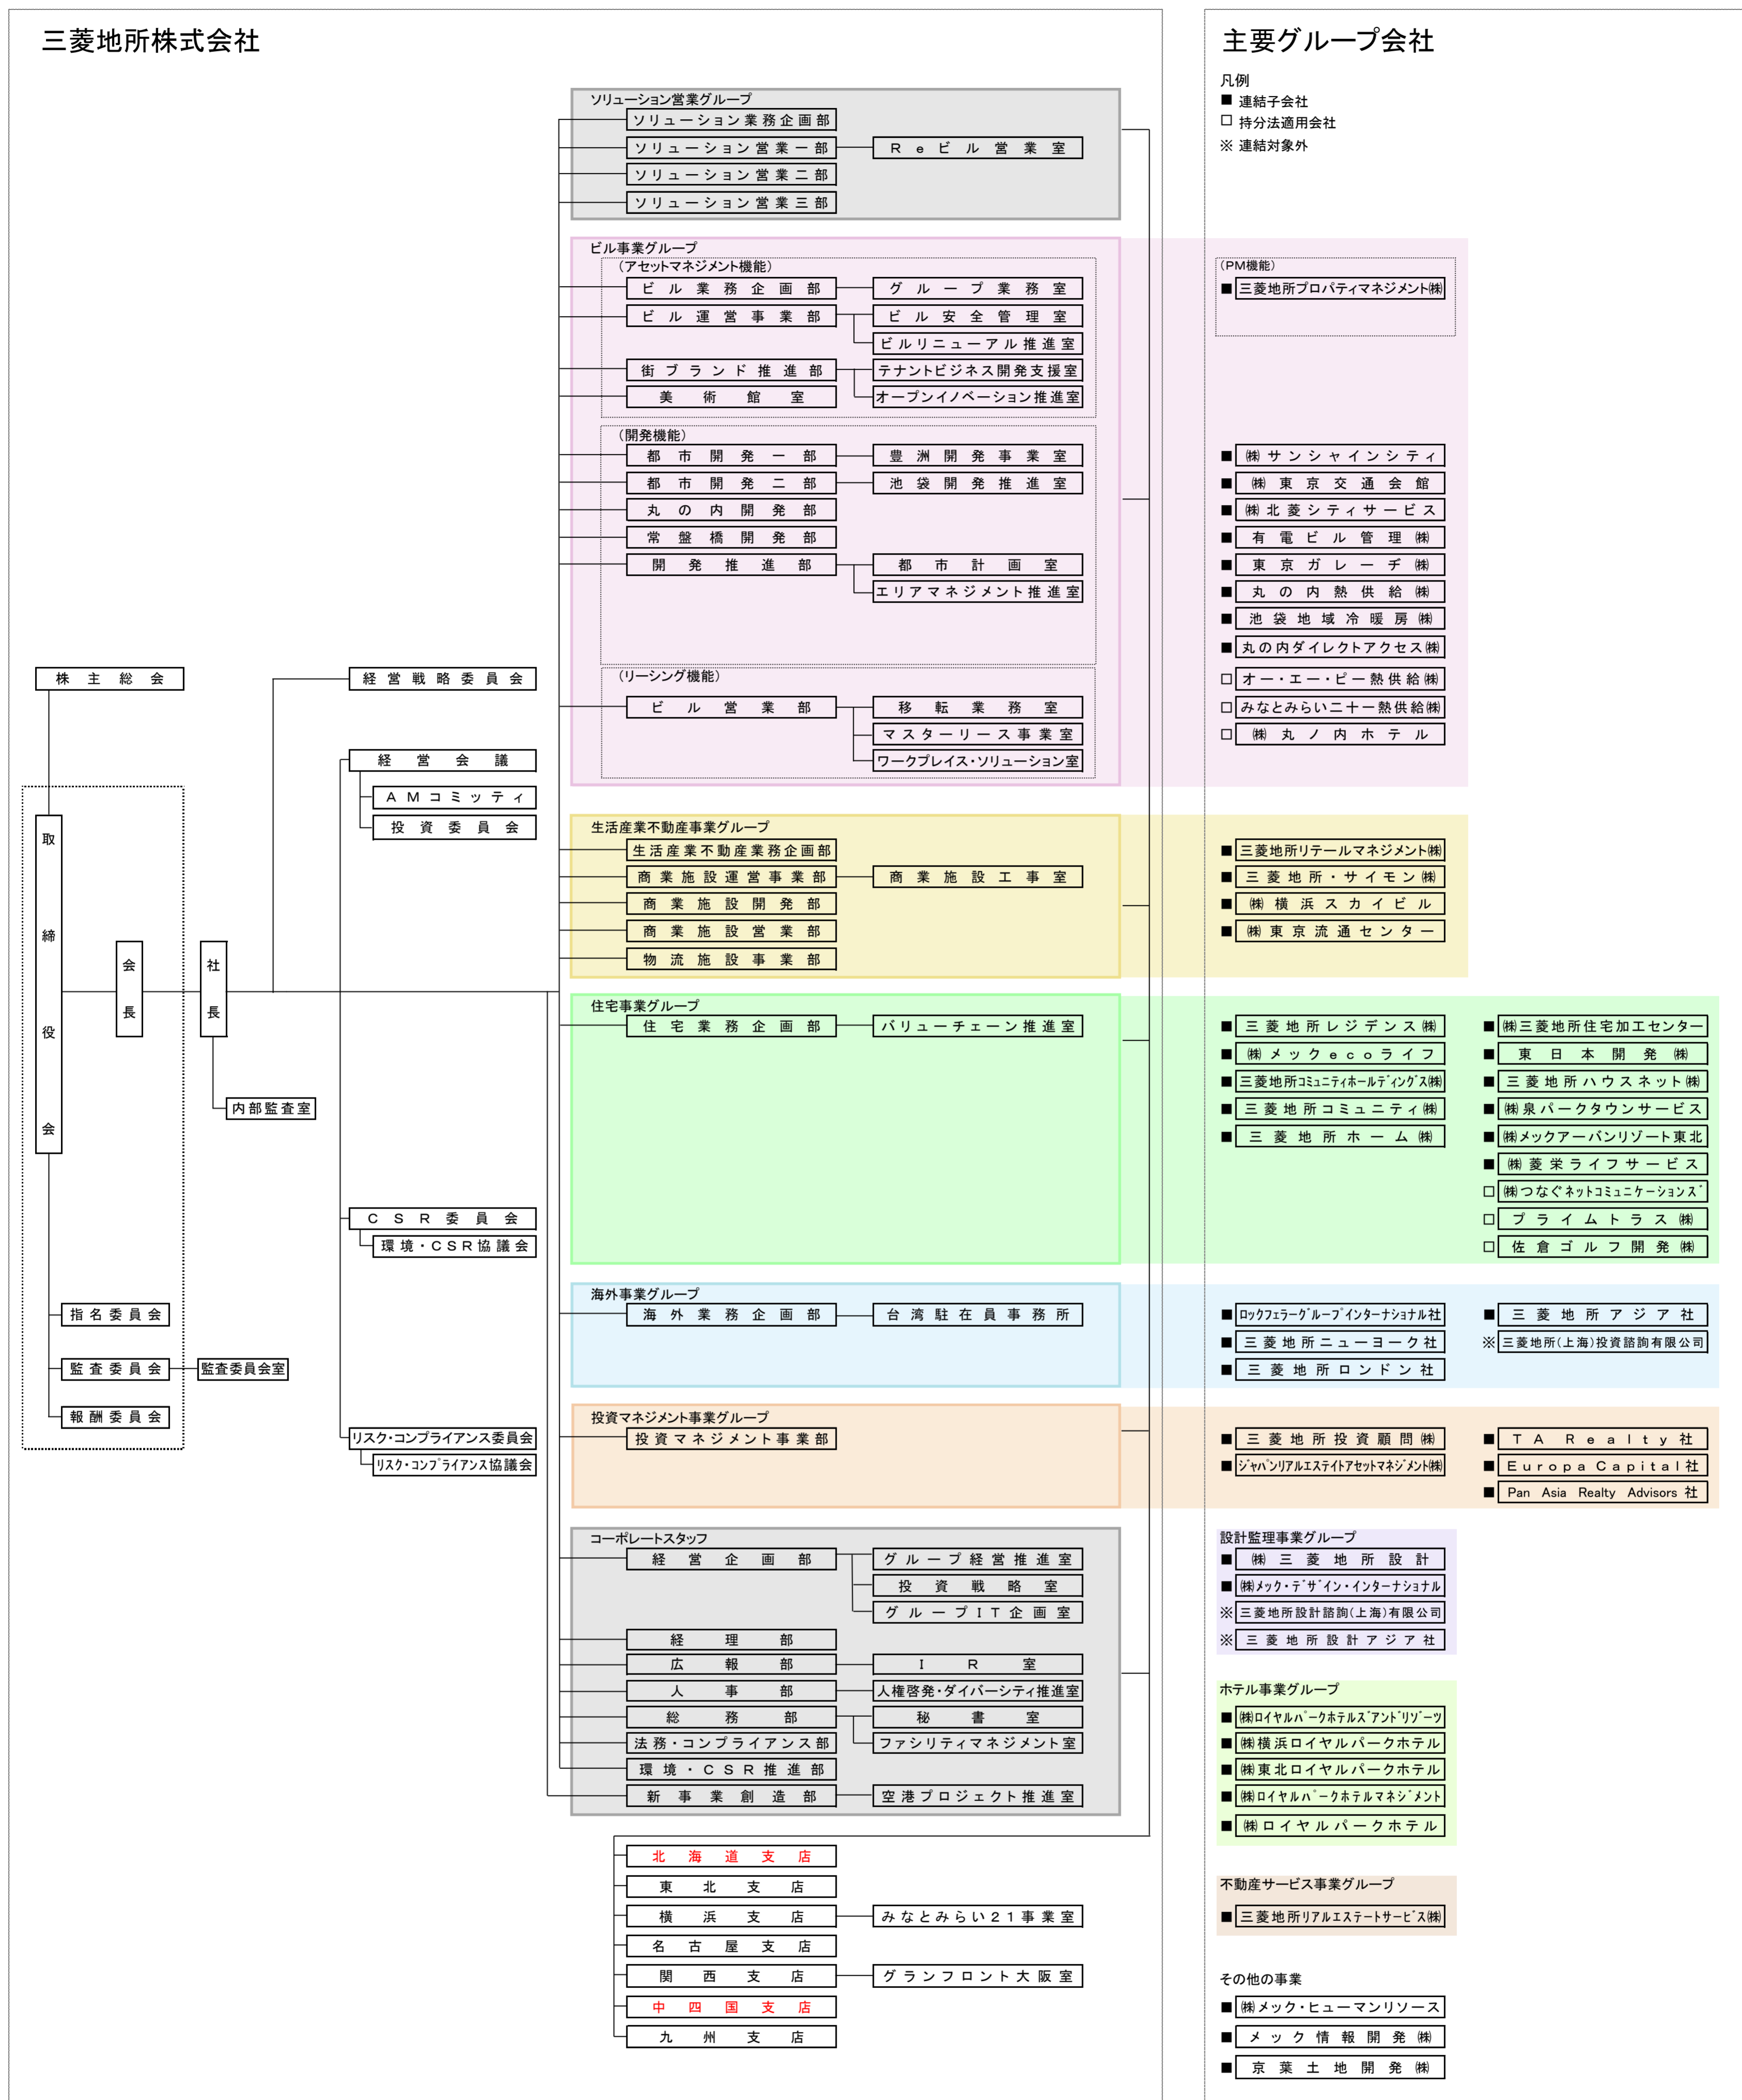 三菱地所株式会社
株主総会
取締役会
会長
社長
内部監査室
指名委員会
監査委員会
監査委員会室
報酬委員会
経営戦略委員会
経営会議
AMコミッティ
投資委員会
CSR委員会
環境・CSR協議会
リスク・コンプライアンス委員会
リスク・コンプライアンス協議会
ソリューション営業グループ
ソリューション業務企画部
ソリューション営業一部
Reビル営業室
ソリューション営業二部
ソリューション営業三部
ビル事業グループ
(アセットマネジメント機能)
ビル業務企画部
グループ業務室
ビル運営事業部
ビル安全管理室
ビルリニューアル推進室
街ブランド推進部
テナントビジネス開発支援室
美術館室
オープンイノベーション推進室
(開発機能)
都市開発一部
豊洲開発事業室
都市開発二部
池袋開発推進室
丸の内開発部
常盤橋開発部
開発推進部
都市計画室
エリアマネジメント推進室
(リーシング機能)
ビル営業部
移転業務室
マスターリース事業室
ワークプレイス・ソリューション室
生活産業不動産事業グループ
生活産業不動産業務企画部
商業施設運営事業部
商業施設工事室
商業施設開発部
商業施設営業部
物流施設事業部
住宅事業グループ
住宅業務企画部
バリューチェーン推進室
海外事業グループ
海外業務企画部
台湾駐在員事務所
投資マネジメント事業グループ
投資マネジメント事業部
コーポレートスタッフ
経営企画部
グループ経営推進室
投資戦略室
グループIT企画室
経理部
広報部
IR室
人事部
人権啓発・ダイバーシティ推進室
総務部
秘書室
法務・コンプライアンス部
ファシリティマネジメント室
環境・CSR推進部
新事業創造部
空港プロジェクト推進室
北海道支店
東北支店
横浜支店
みなとみらい21事業室
名古屋支店
関西支店
グランフロント大阪室
中四国支店
九州支店
主要グループ会社
凡例
■ 連結子会社
□ 持分法適用会社
※ 連結対象外
(PM機能)
■ 三菱地所プロパティマネジメント㈱
■ ㈱サンシャインシティ
■ ㈱東京交通会館
■ ㈱北菱シティサービス
■ 有電ビル管理㈱
■ 東京ガレーヂ㈱
■ 丸の内熱供給㈱
■ 池袋地域冷暖房㈱
■ 丸の内ダイレクトアクセス㈱
□ オー・エー・ピー熱供給㈱
□ みなとみらい二十一熱供給㈱
□ ㈱丸ノ内ホテル
■ 三菱地所リテールマネジメント㈱
■ 三菱地所・サイモン㈱
■ ㈱横浜スカイビル
■ ㈱東京流通センター
■ 三菱地所レジデンス㈱
■ ㈱メックecoライフ
■ 三菱地所コミュニティホールディングス㈱
■ 三菱地所コミュニティ㈱
■ 三菱地所ホーム㈱
■ ㈱三菱地所住宅加工センター
■ 東日本開発㈱
■ 三菱地所ハウスネット㈱
■ ㈱泉パークタウンサービス
■ ㈱メックアーバンリゾート東北
■ ㈱菱栄ライフサービス
□ ㈱つなぐネットコミュニケーションズ
□ プライムトラス㈱
□ 佐倉ゴルフ開発㈱
■ ロックフェラーグループインターナショナル社
■ 三菱地所ニューヨーク社
■ 三菱地所ロンドン社
■ 三菱地所アジア社
※ 三菱地所(上海)投資諮詢有限公司
■ 三菱地所投資顧問㈱
■ ジャパンリアルエステイトアセットマネジメント㈱
■ TA Realty社
■ Europa Capital社
■ Pan Asia Realty Advisors 社
設計監理事業グループ
■ ㈱三菱地所設計
■ ㈱メック・デザイン・インターナショナル
※ 三菱地所設計諮詢(上海)有限公司
※ 三菱地所設計アジア社
ホテル事業グループ
■ ㈱ロイヤルパークホテルズアンドリゾーツ
■ ㈱横浜ロイヤルパークホテル
■ ㈱東北ロイヤルパークホテル
■ ㈱ロイヤルパークホテルマネジメント
■ ㈱ロイヤルパークホテル
不動産サービス事業グループ
■ 三菱地所リアルエステートサービス㈱
その他の事業
■ ㈱メック・ヒューマンリソース
■ メック情報開発㈱
■ 京葉土地開発㈱